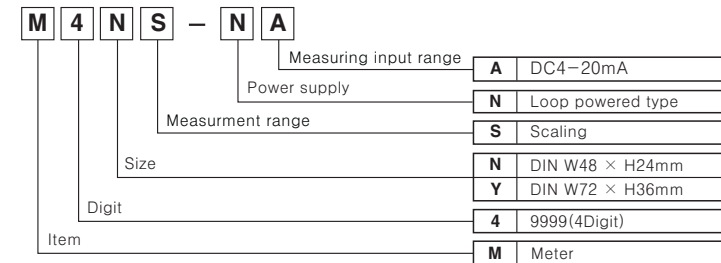 M 4 N S − N A
Measuring input range
A DC4−20mA
Power supply
N Loop powered type
Measurment range
S Scaling
Size
N DIN W48 × H24mm
Y DIN W72 × H36mm
Digit
4 9999(4Digit)
Item
M Meter